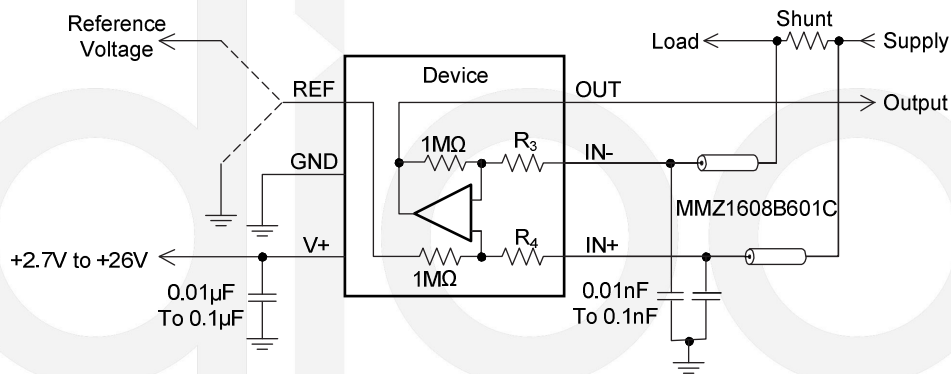 Reference
Voltage
Shunt
Load
Supply
Device
REF
OUT
Output
1MΩ
R3
IN-
GND
MMZ1608B601C
V+
R4
IN+
+2.7V to +26V
1MΩ
0.01µF
To 0.1µF
0.01nF
To 0.1nF